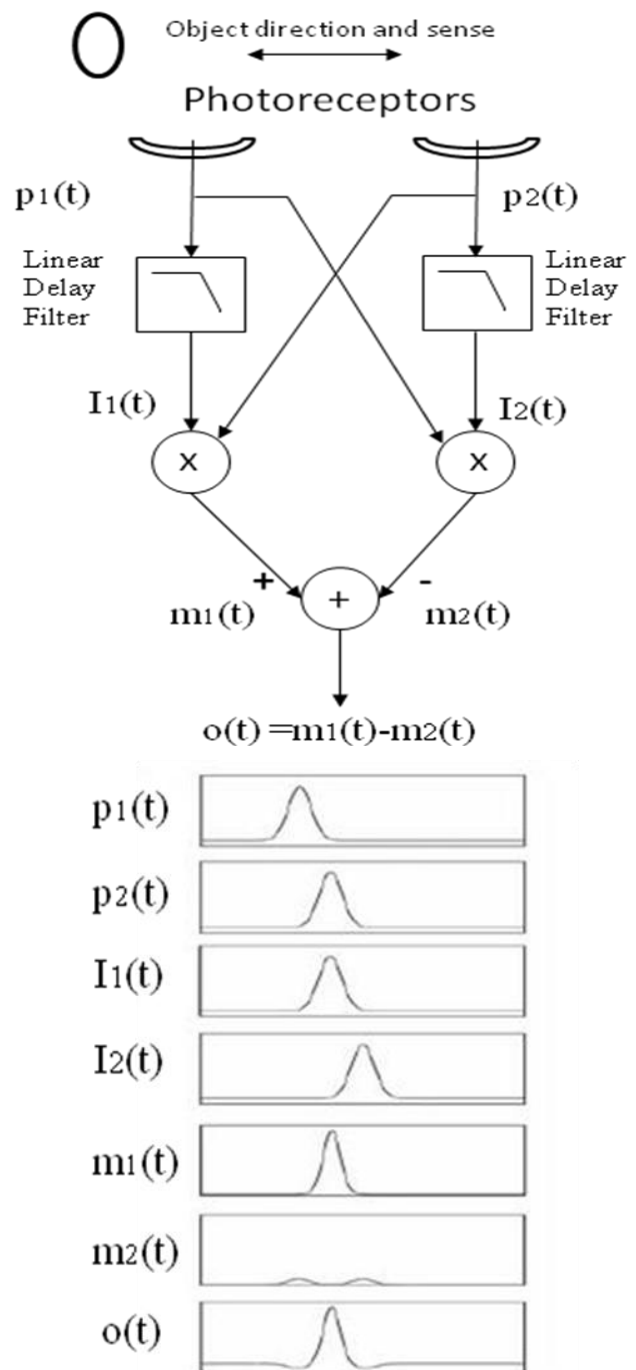 Object direction and sense
Photoreceptors
p1(t)
p2(t)
Linear
Delay
Filter
Linear
Delay
Filter
I1(t)
I2(t)
x
x
+
-
+
m1(t)
m2(t)
o(t) =m1(t)-m2(t)
p1(t)
p2(t)
I1(t)
I2(t)
m1(t)
m2(t)
o(t)